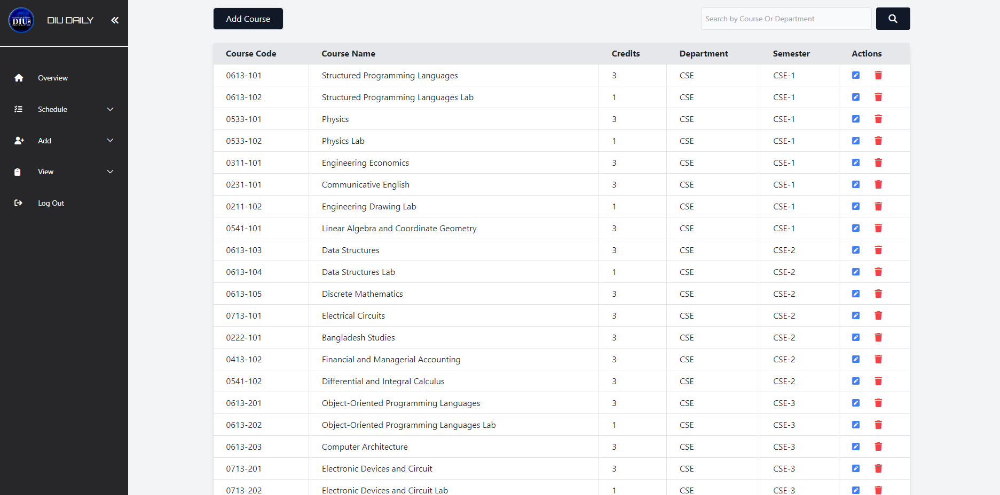 DIU
DIU DAILY
Overview
Schedule
Add
View
Log Out
Add Course
Search by Course Or Department
Course Code Course Name Credits Department Semester Actions
0613-101 Structured Programming Languages 3 CSE CSE-1
0613-102 Structured Programming Languages Lab 1 CSE CSE-1
0533-101 Physics 3 CSE CSE-1
0533-102 Physics Lab 1 CSE CSE-1
0311-101 Engineering Economics 3 CSE CSE-1
0231-101 Communicative English 3 CSE CSE-1
0211-102 Engineering Drawing Lab 1 CSE CSE-1
0541-101 Linear Algebra and Coordinate Geometry 3 CSE CSE-1
0613-103 Data Structures 3 CSE CSE-2
0613-104 Data Structures Lab 1 CSE CSE-2
0613-105 Discrete Mathematics 3 CSE CSE-2
0713-101 Electrical Circuits 3 CSE CSE-2
0222-101 Bangladesh Studies 3 CSE CSE-2
0413-102 Financial and Managerial Accounting 3 CSE CSE-2
0541-102 Differential and Integral Calculus 3 CSE CSE-2
0613-201 Object-Oriented Programming Languages 3 CSE CSE-3
0613-202 Object-Oriented Programming Languages Lab 1 CSE CSE-3
0613-203 Computer Architecture 3 CSE CSE-3
0713-201 Electronic Devices and Circuit 3 CSE CSE-3
0713-202 Electronic Devices and Circuit Lab 1 CSE CSE-3